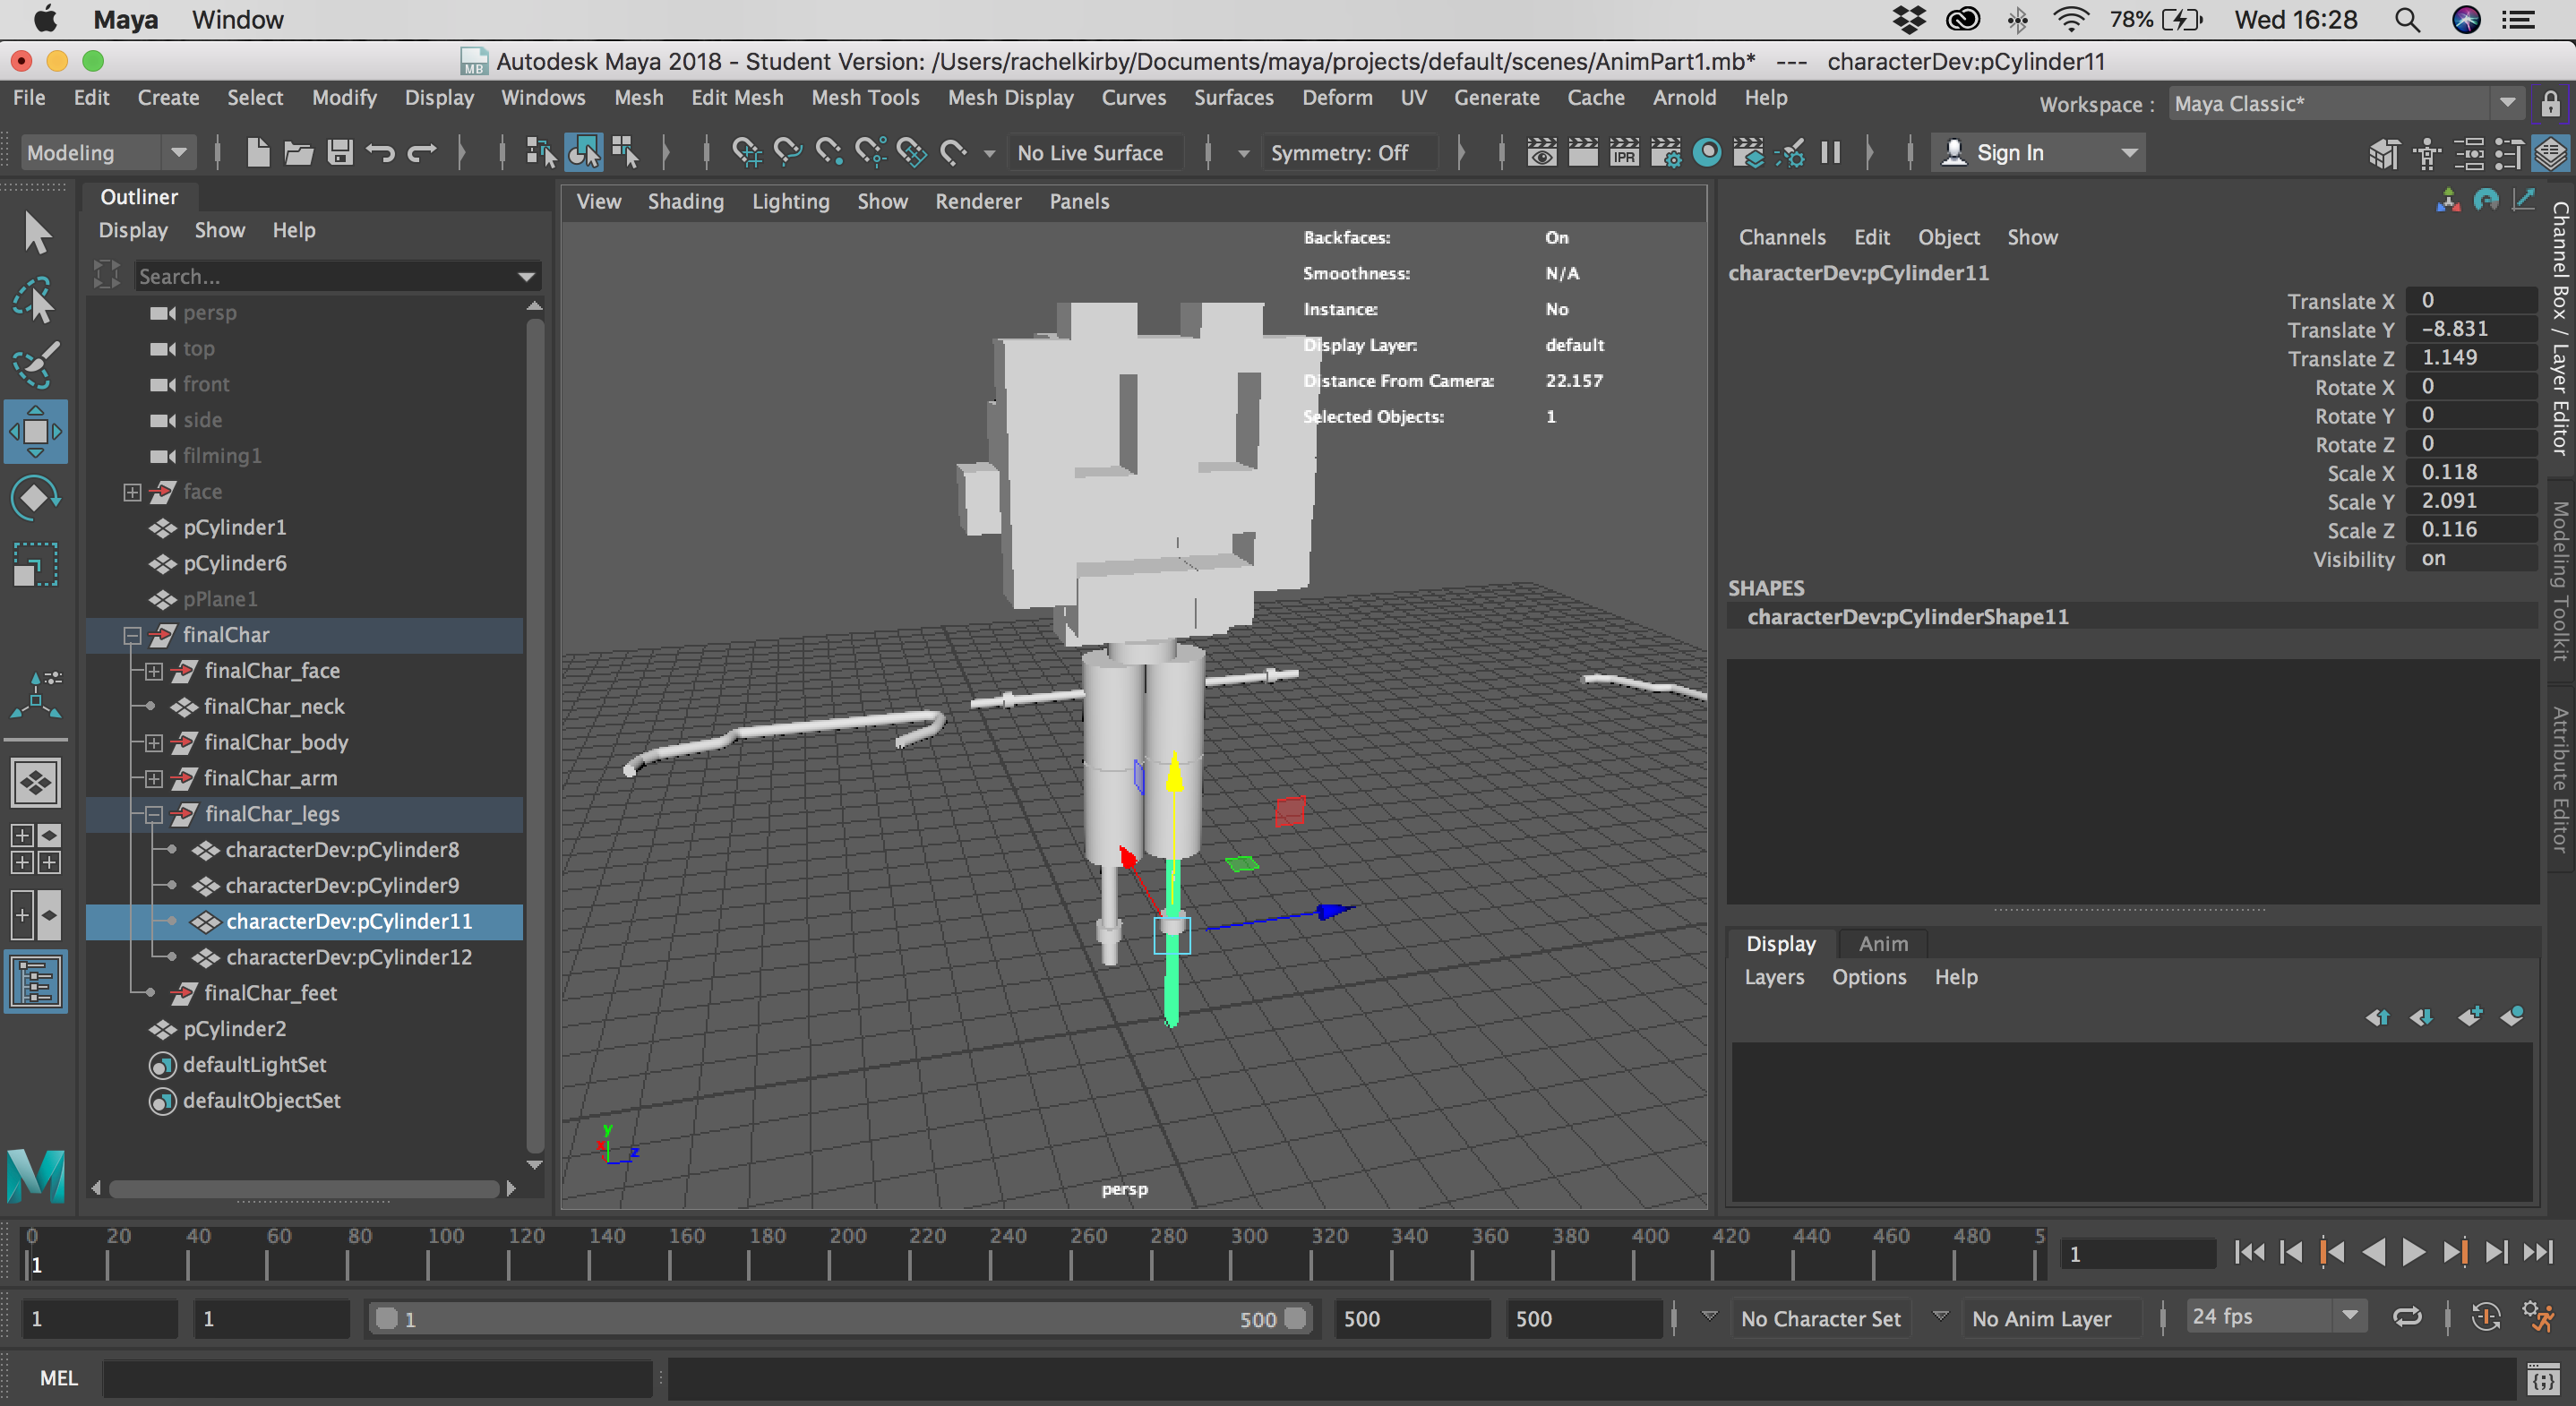 Maya Window 78% Wed 16:28
MB Autodesk Maya 2018 - Student Version: /Users/rachelkirby/Documents/maya/projects/default/scenes/AnimPart1.mb* --- characterDev:pCylinder11
File Edit Create Select Modify Display Windows Mesh Edit Mesh Mesh Tools Mesh Display Curves Surfaces Deform UV Generate Cache Arnold Help Workspace : Maya Classic*
Modeling No Live Surface Symmetry: Off IPR Sign In
Outliner
Display Show Help
Search...
persp
top
front
side
filming1
face
pCylinder1
pCylinder6
pPlane1
finalChar
finalChar_face
finalChar_neck
finalChar_body
finalChar_arm
finalChar_legs
characterDev:pCylinder8
characterDev:pCylinder9
characterDev:pCylinder11
characterDev:pCylinder12
finalChar_feet
pCylinder2
defaultLightSet
defaultObjectSet
View Shading Lighting Show Renderer Panels
Backfaces: On
Smoothness: N/A
Instance: No
Display Layer: default
Distance From Camera: 22.157
Selected Objects: 1
y
x
z
persp
Channels Edit Object Show
characterDev:pCylinder11
Translate X 0
Translate Y -8.831
Translate Z 1.149
Rotate X 0
Rotate Y 0
Rotate Z 0
Scale X 0.118
Scale Y 2.091
Scale Z 0.116
Visibility on
SHAPES
characterDev:pCylinderShape11
Display Anim
Layers Options Help
Channel Box / Layer Editor
Modeling Toolkit
Attribute Editor
0 20 40 60 80 100 120 140 160 180 200 220 240 260 280 300 320 340 360 380 400 420 440 460 480 5
1 1
1 1 1 500 500 500 No Character Set No Anim Layer 24 fps
MEL